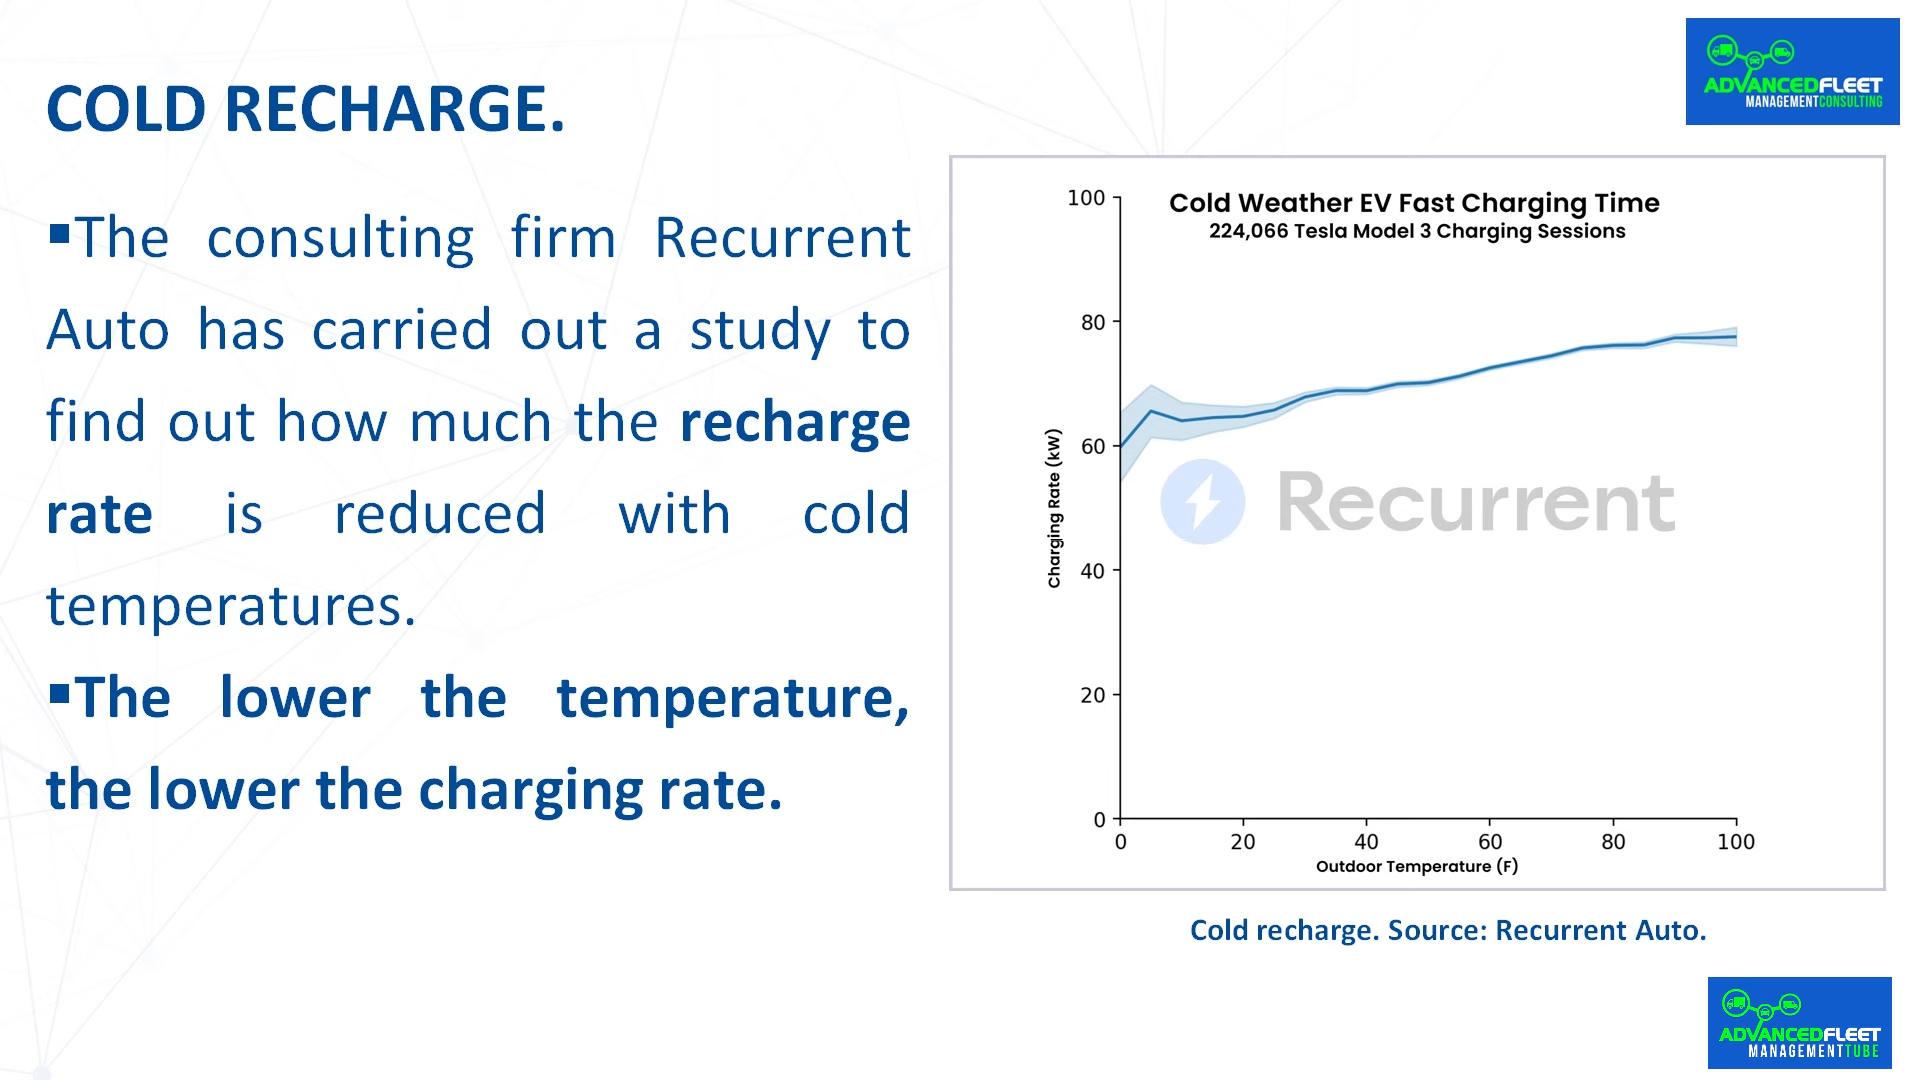 COLD RECHARGE.
ADVANCEDFLEET
MANAGEMENTCONSULTING
▪The consulting firm Recurrent
Auto has carried out a study to
find out how much the recharge
rate is reduced with cold
temperatures.
▪The lower the temperature,
the lower the charging rate.
Cold Weather EV Fast Charging Time
224,066 Tesla Model 3 Charging Sessions
100
80
60
40
20
0
Charging Rate (kW)
Recurrent
0 20 40 60 80 100
Outdoor Temperature (F)
Cold recharge. Source: Recurrent Auto.
ADVANCEDFLEET
MANAGEMENTTUBE